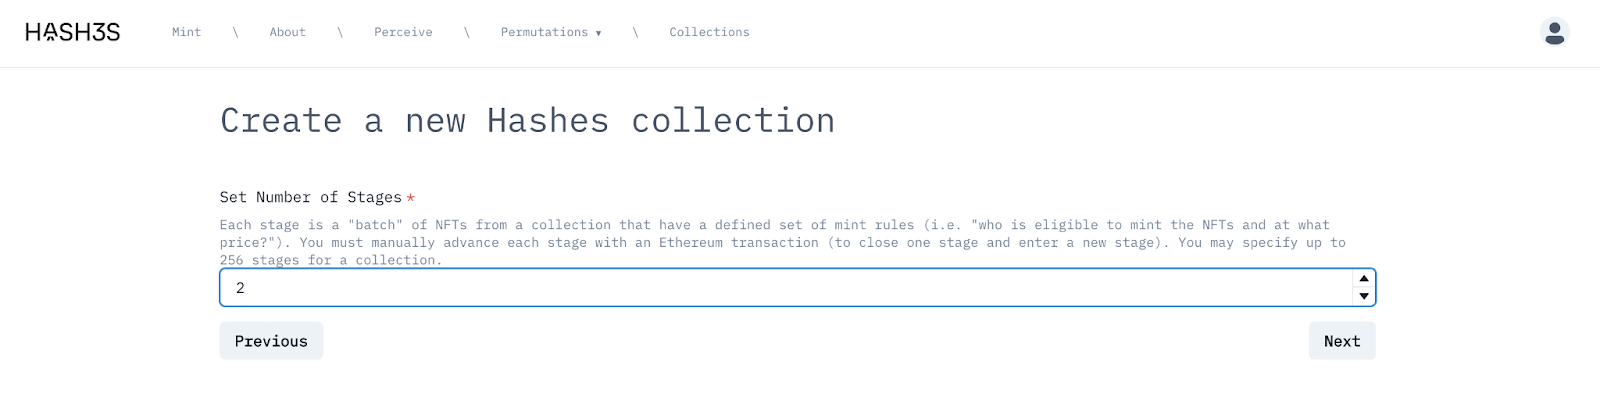 HASH3S Mint \ About \ Perceive \ Permutations ▾ \ Collections
Create a new Hashes collection
Set Number of Stages *
Each stage is a "batch" of NFTs from a collection that have a defined set of mint rules (i.e. "who is eligible to mint the NFTs and at what
price?"). You must manually advance each stage with an Ethereum transaction (to close one stage and enter a new stage). You may specify up to
256 stages for a collection.
2
Previous Next